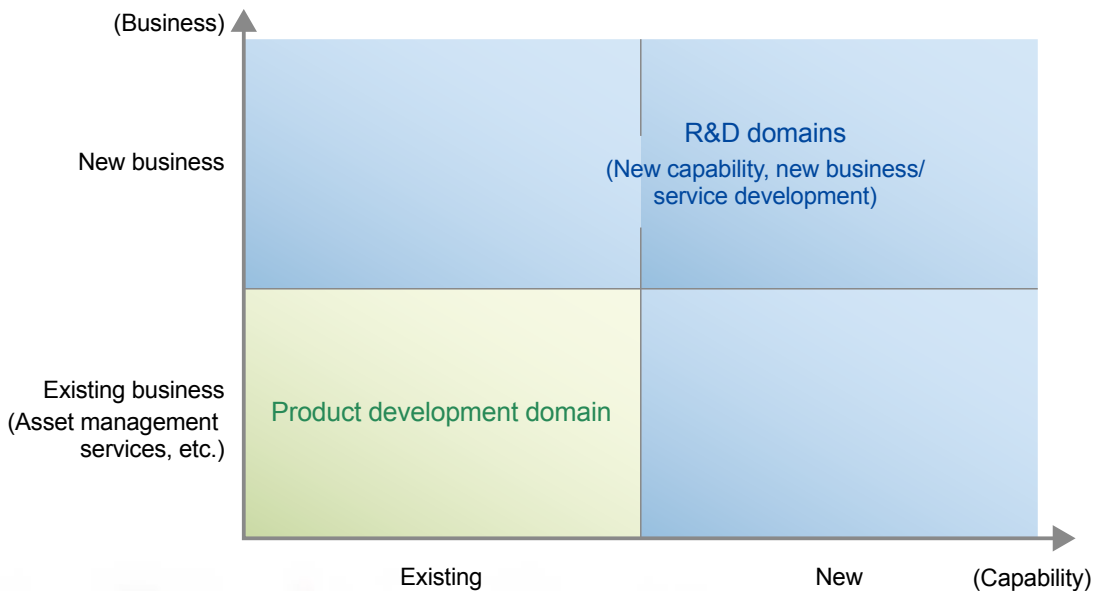 (Business)
New business
R&D domains
(New capability, new business/
service development)
Existing business
(Asset management
services, etc.)
Product development domain
Existing
New
(Capability)